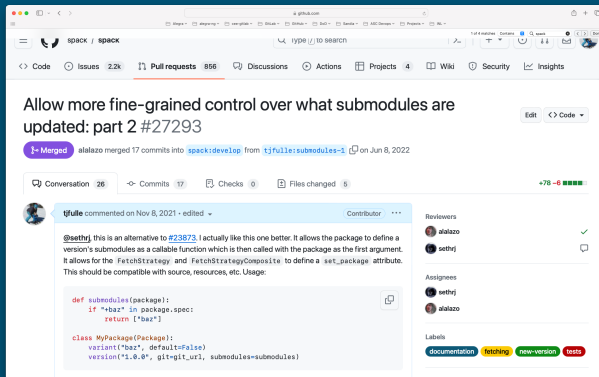 github.com
1 of 9 matches
Contains
spack
spack / spack
Type / to search
Code
Issues 2.2k
Pull requests 856
Discussions
Actions
Projects 4
Wiki
Security
Insights
Allow more fine-grained control over what submodules are
updated: part 2 #27293
Edit
<> Code
Merged
alalazo merged 17 commits into spack:develop from tjfulle:submodules-1 on Jun 8, 2022
Conversation 26
Commits 17
Checks 0
Files changed 5
+78 −6
tjfulle commented on Nov 8, 2021 • edited
Contributor
@sethrj, this is an alternative to #23873. I actually like this one better. It allows the package to define a
version's submodules as a callable function which is then called with the package as the first argument.
It allows for the FetchStrategy and FetchStrategyComposite to define a set_package attribute.
This should be compatible with source, resources, etc. Usage:
def submodules(package):
if "+baz" in package.spec:
return ["baz"]
class MyPackage(Package):
variant("baz", default=False)
version("1.0.0", git=git_url, submodules=submodules)
Reviewers
alalazo
sethrj
Assignees
sethrj
alalazo
Labels
documentation
fetching
new-version
tests